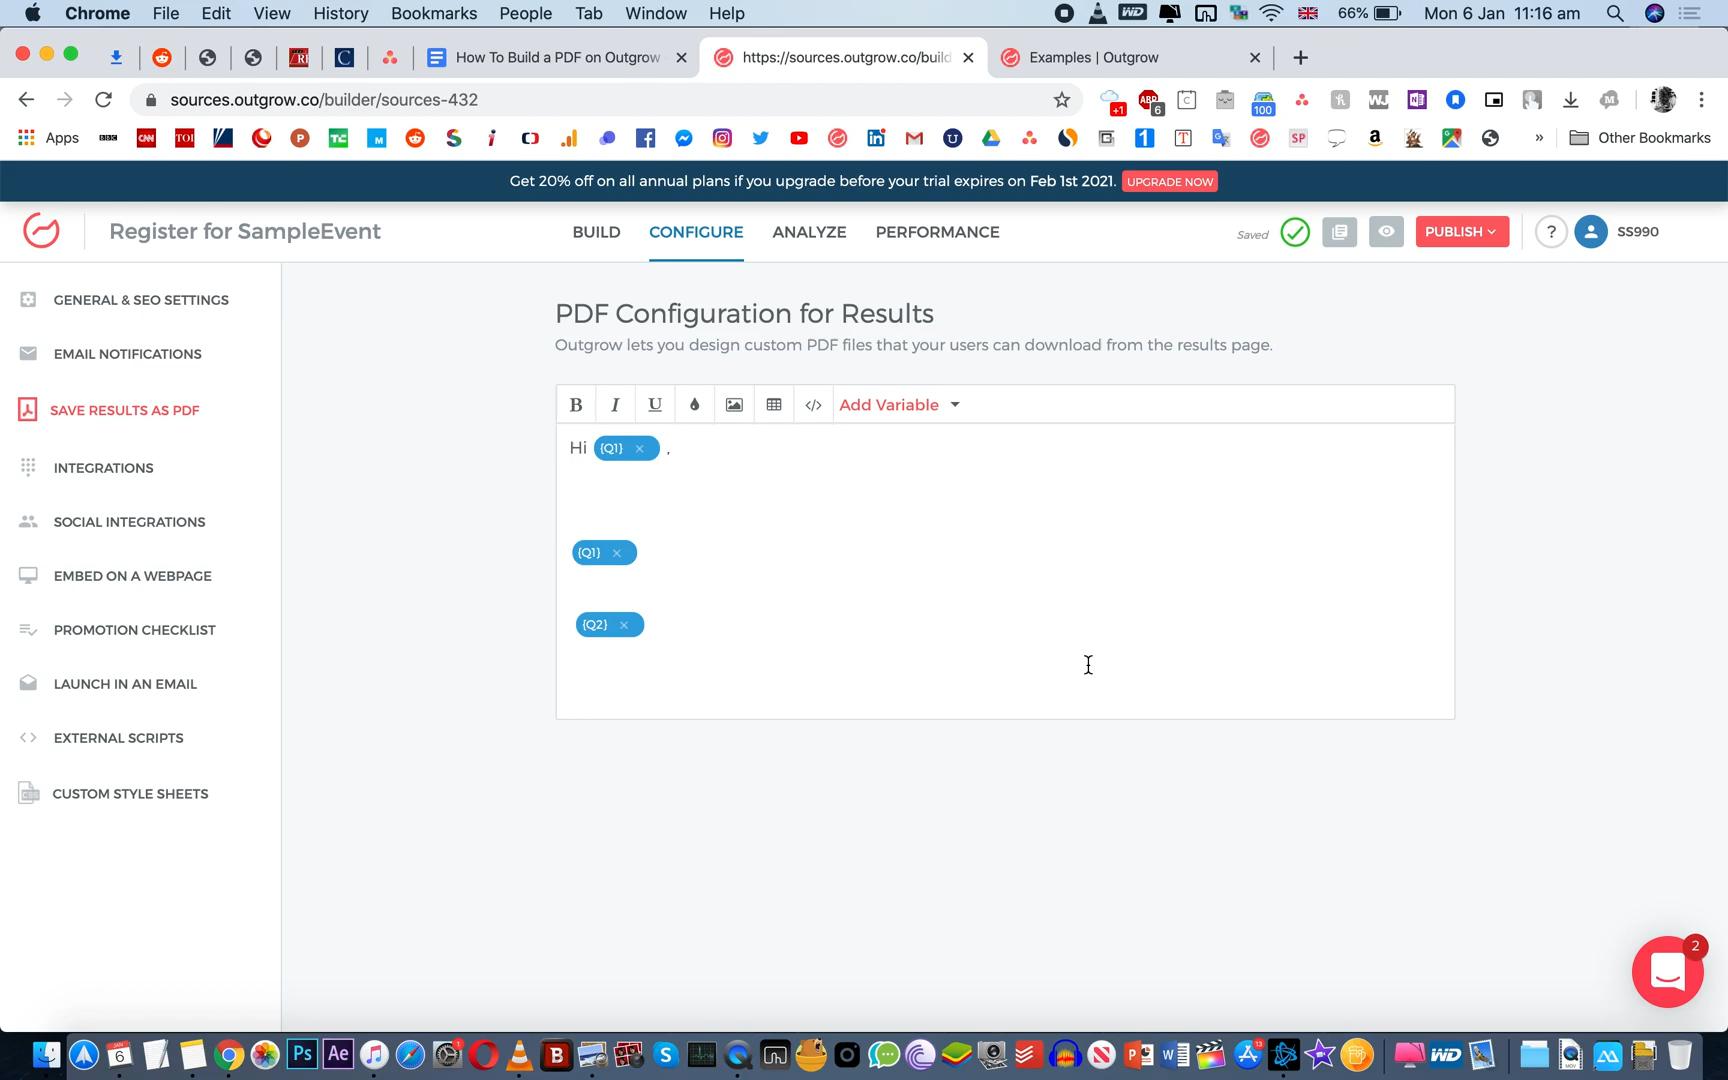 Chrome File Edit View History Bookmarks People Tab Window Help 66% Mon 6 Jan 11:16 am
How To Build a PDF on Outgrow
https://sources.outgrow.co/build
Examples | Outgrow
sources.outgrow.co/builder/sources-432
Apps
Other Bookmarks
Get 20% off on all annual plans if you upgrade before your trial expires on Feb 1st 2021. UPGRADE NOW
Register for SampleEvent
BUILD CONFIGURE ANALYZE PERFORMANCE
Saved
PUBLISH
?
SS990
GENERAL & SEO SETTINGS
EMAIL NOTIFICATIONS
SAVE RESULTS AS PDF
INTEGRATIONS
SOCIAL INTEGRATIONS
EMBED ON A WEBPAGE
PROMOTION CHECKLIST
LAUNCH IN AN EMAIL
EXTERNAL SCRIPTS
CUSTOM STYLE SHEETS
PDF Configuration for Results
Outgrow lets you design custom PDF files that your users can download from the results page.
B I U </> Add Variable
Hi {Q1} × ,
{Q1} ×
{Q2} ×
2